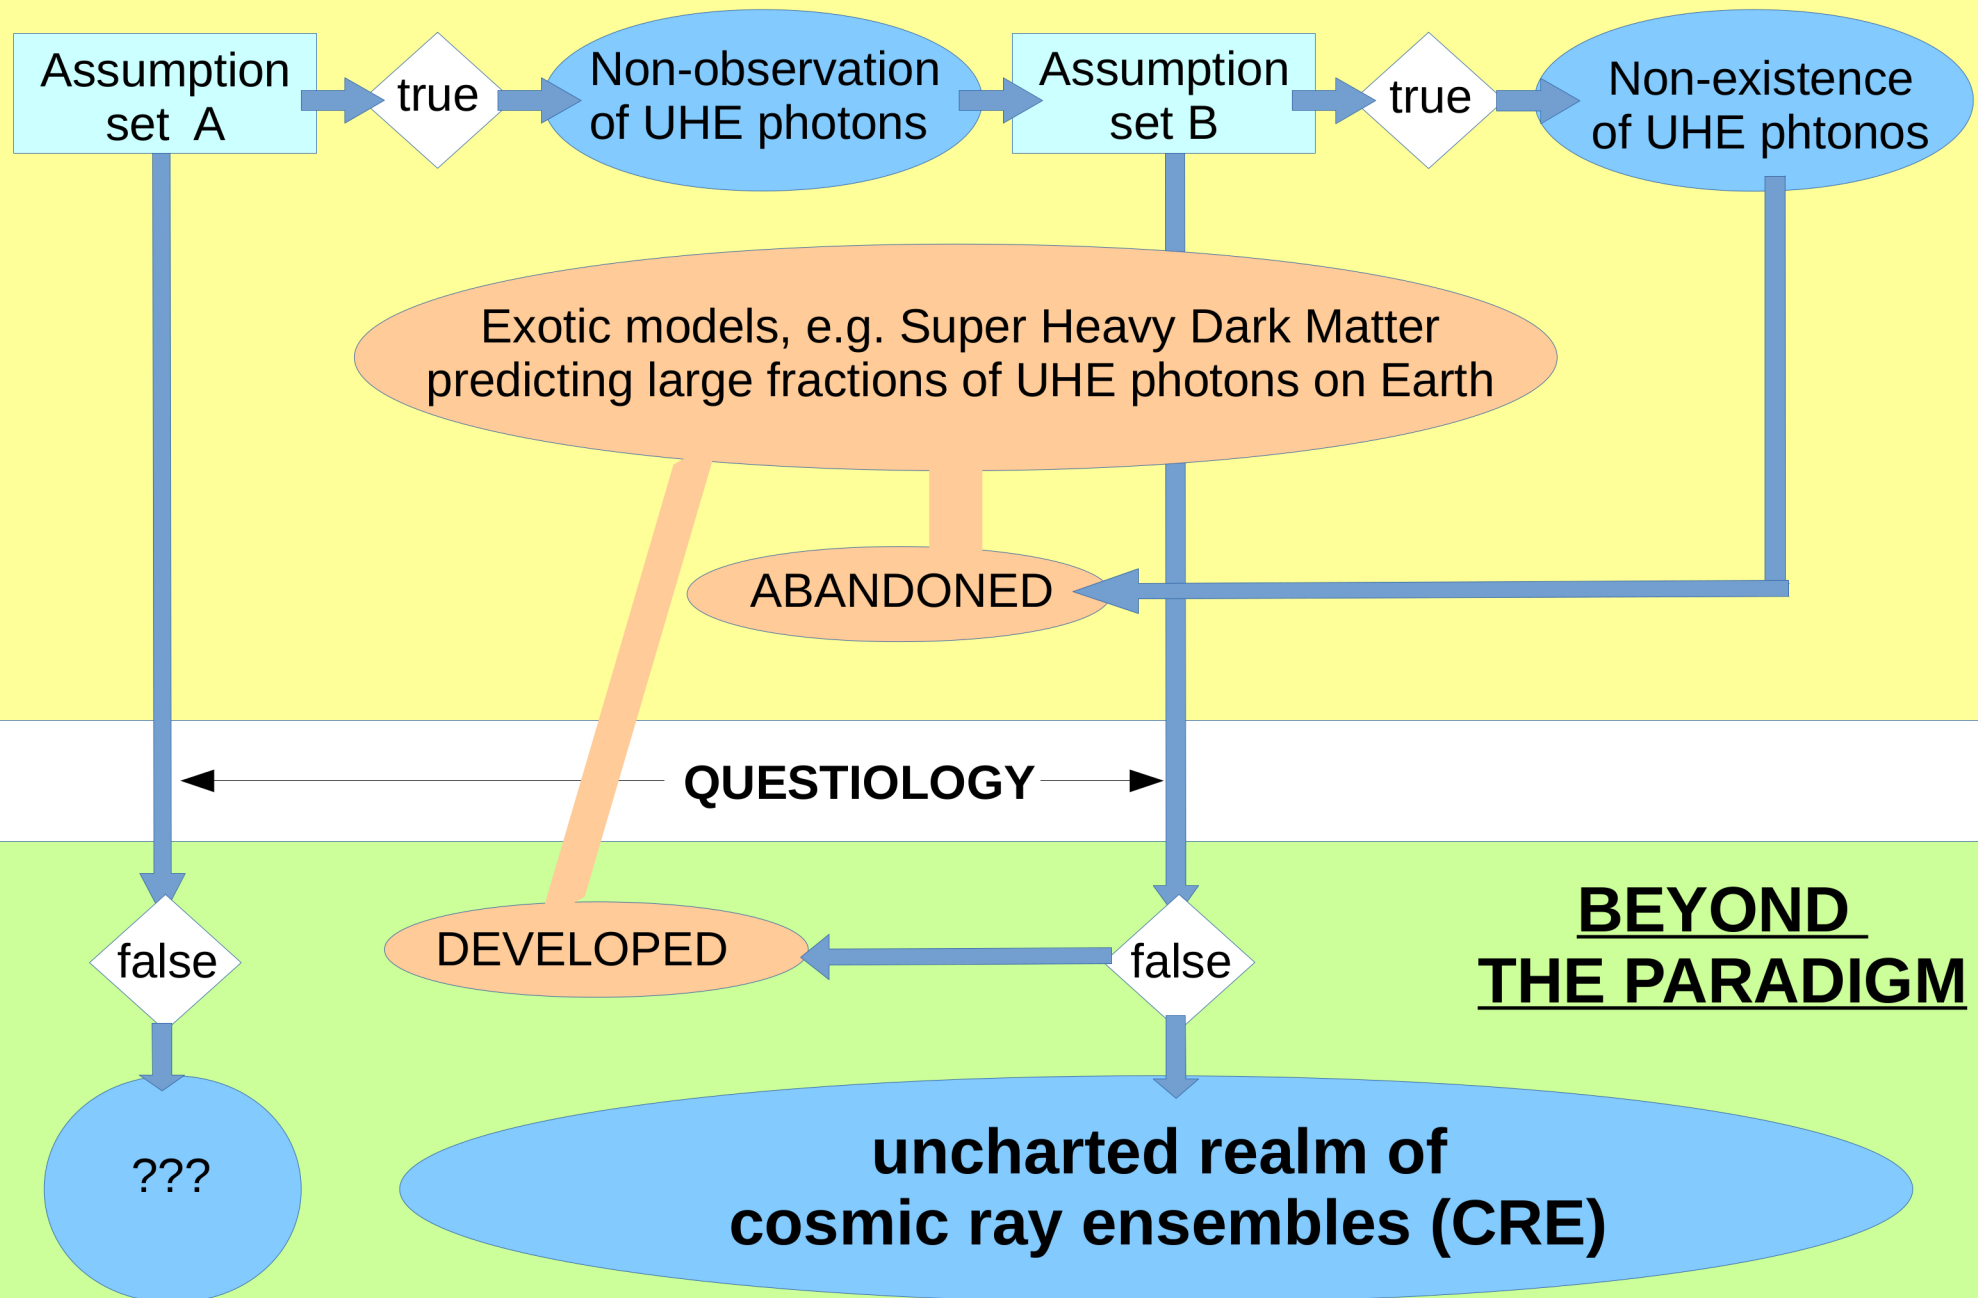 Assumption
set A
true
Non-observation
of UHE photons
Assumption
set B
true
Non-existence
of UHE phtonos
Exotic models, e.g. Super Heavy Dark Matter
predicting large fractions of UHE photons on Earth
ABANDONED
QUESTIOLOGY
BEYOND
THE PARADIGM
false
DEVELOPED
false
???
uncharted realm of
cosmic ray ensembles (CRE)